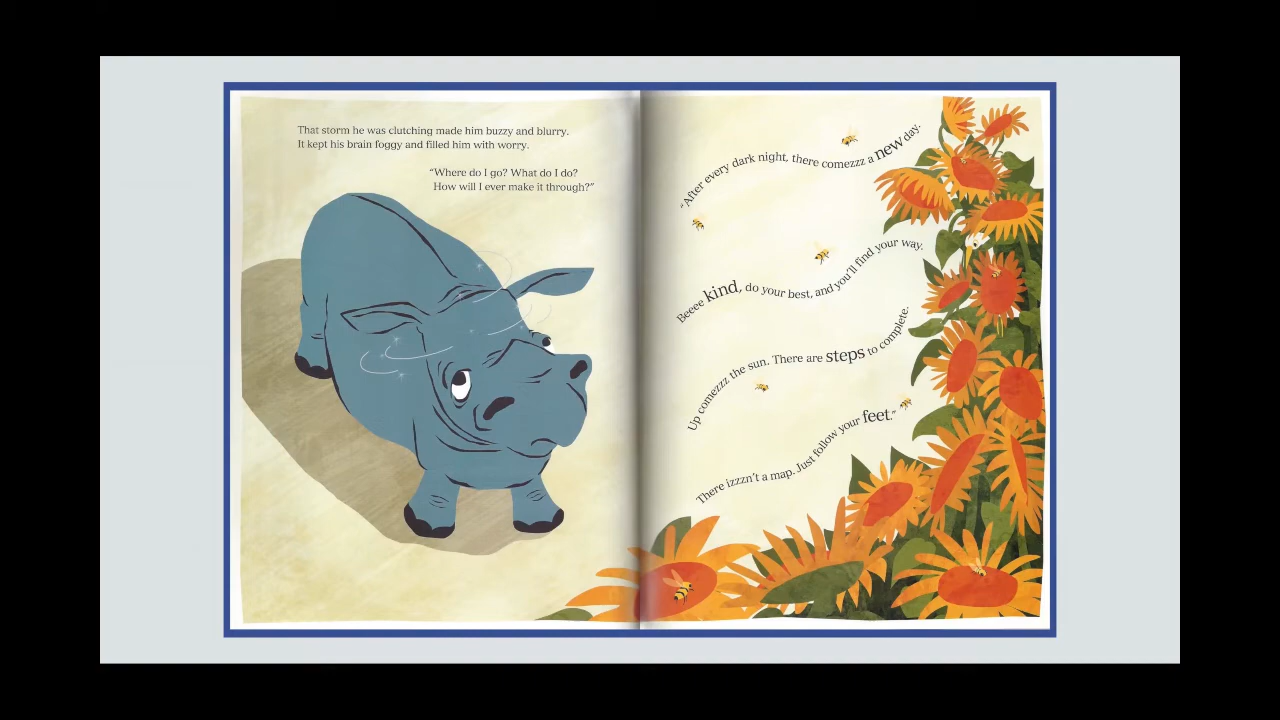 That storm he was clutching made him buzzy and blurry.
It kept his brain foggy and filled him with worry.
“Where do I go? What do I do?
How will I ever make it through?”
“After every dark night, there comezzz a new day.
Beeee kind, do your best, and you’ll find your way.
Up comezzz the sun. There are steps to complete.
There izzzn’t a map. Just follow your feet.”